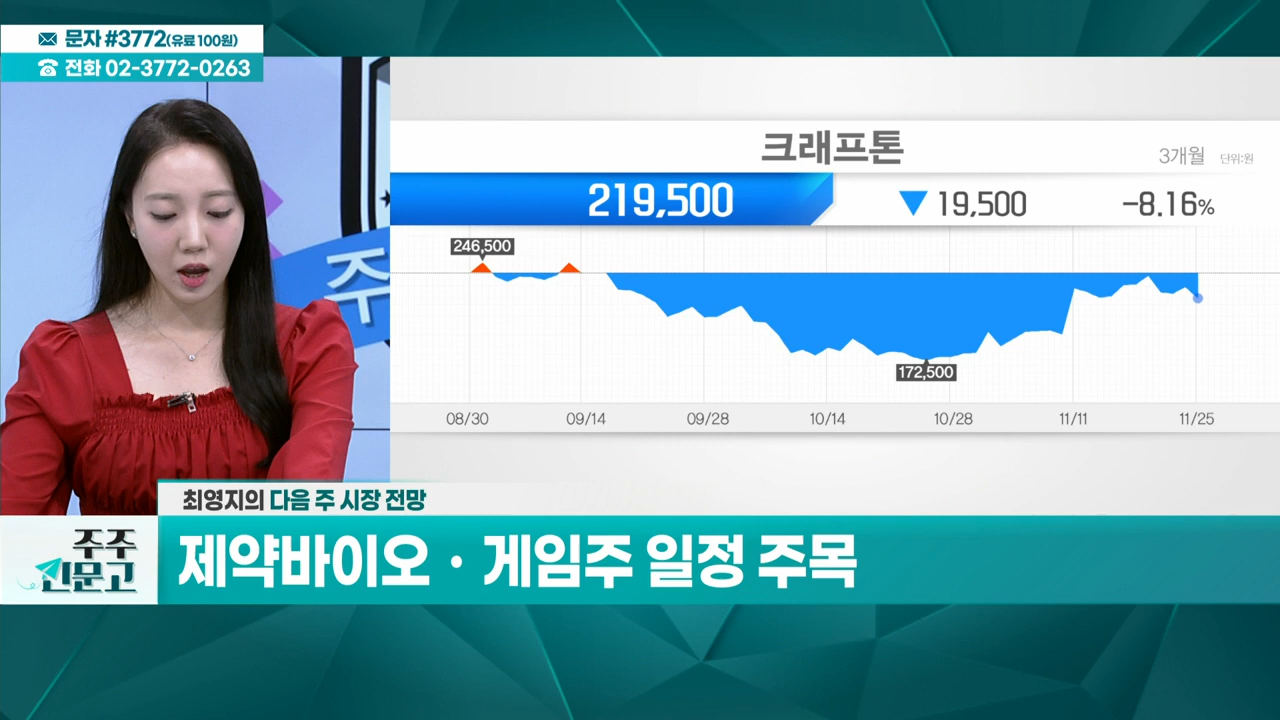 문자 #3772(유료 100원)
전화 02-3772-0263
주
크래프톤
3개월 단위:원
219,500 ▼ 19,500 -8.16%
246,500
172,500
08/30 09/14 09/28 10/14 10/28 11/11 11/25
최영지의 다음 주 시장 전망
주주
신문고
제약바이오 · 게임주 일정 주목